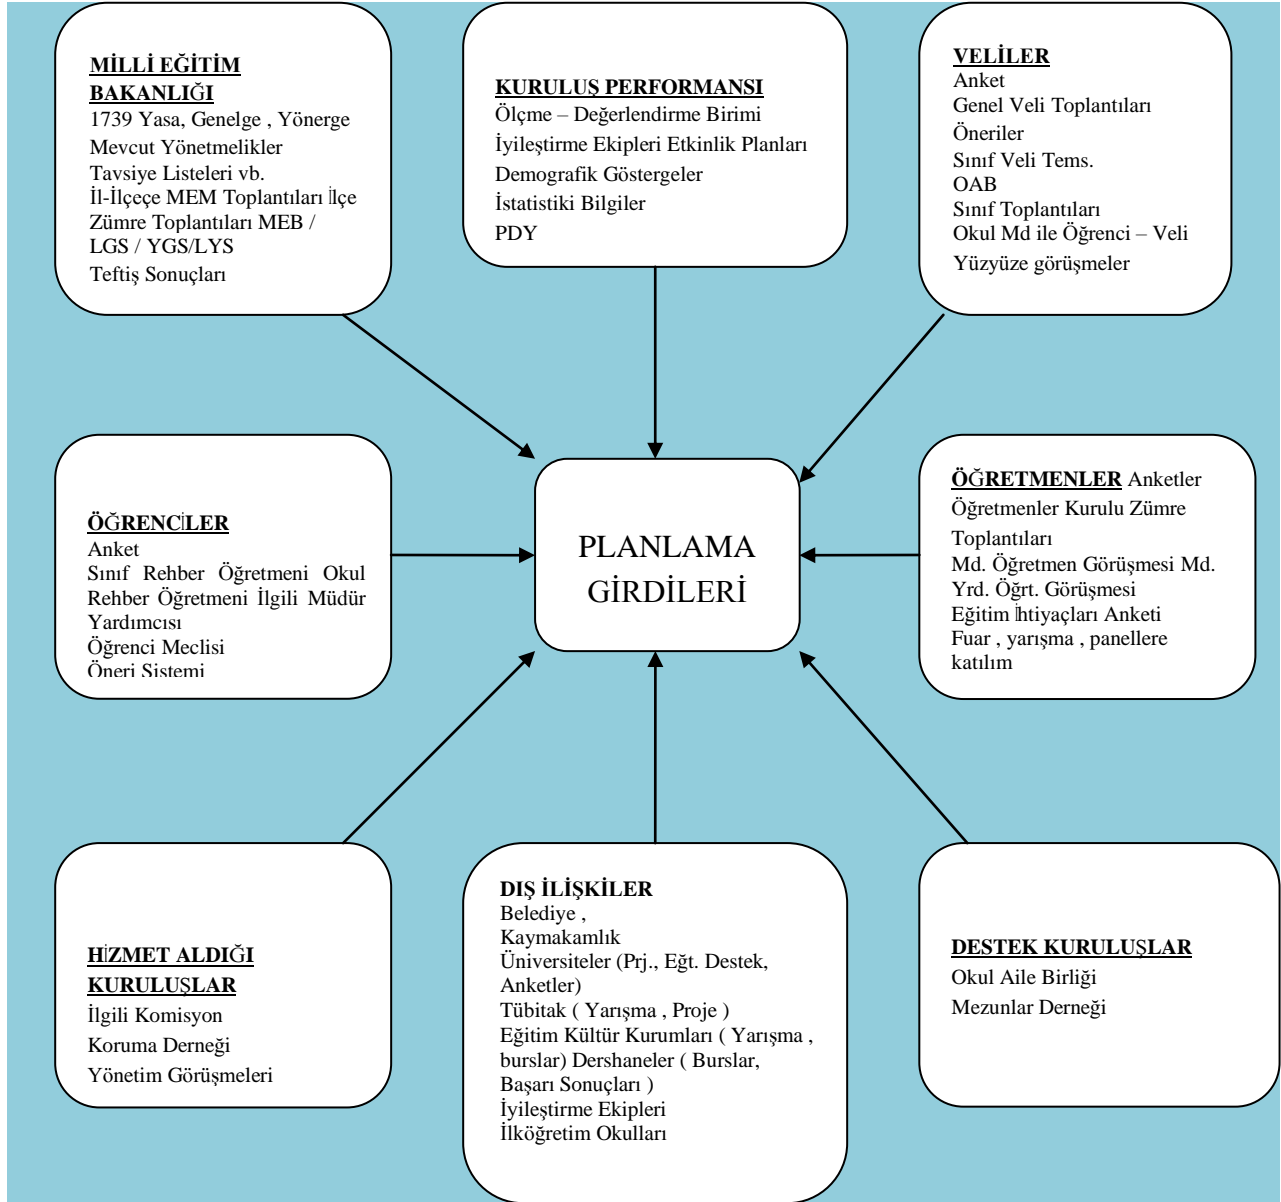 MİLLİ EĞİTİM
BAKANLIĞI
1739 Yasa, Genelge , Yönerge
Mevcut Yönetmelikler
Tavsiye Listeleri vb.
İl-İlçeçe MEM Toplantıları İlçe
Zümre Toplantıları MEB /
LGS / YGS/LYS
Teftiş Sonuçları
KURULUŞ PERFORMANSI
Ölçme – Değerlendirme Birimi
İyileştirme Ekipleri Etkinlik Planları
Demografik Göstergeler
İstatistiki Bilgiler
PDY
VELİLER
Anket
Genel Veli Toplantıları
Öneriler
Sınıf Veli Tems.
OAB
Sınıf Toplantıları
Okul Md ile Öğrenci – Veli
Yüzyüze görüşmeler
ÖĞRENCİLER
Anket
Sınıf Rehber Öğretmeni Okul
Rehber Öğretmeni İlgili Müdür
Yardımcısı
Öğrenci Meclisi
Öneri Sistemi
PLANLAMA
GİRDİLERİ
ÖĞRETMENLER Anketler
Öğretmenler Kurulu Zümre
Toplantıları
Md. Öğretmen Görüşmesi Md.
Yrd. Öğrt. Görüşmesi
Eğitim İhtiyaçları Anketi
Fuar , yarışma , panellere
katılım
HİZMET ALDIĞI
KURULUŞLAR
İlgili Komisyon
Koruma Derneği
Yönetim Görüşmeleri
DIŞ İLİŞKİLER
Belediye ,
Kaymakamlık
Üniversiteler (Prj., Eğt. Destek,
Anketler)
Tübitak ( Yarışma , Proje )
Eğitim Kültür Kurumları ( Yarışma ,
burslar) Dershaneler ( Burslar,
Başarı Sonuçları )
İyileştirme Ekipleri
İlköğretim Okulları
DESTEK KURULUŞLAR
Okul Aile Birliği
Mezunlar Derneği